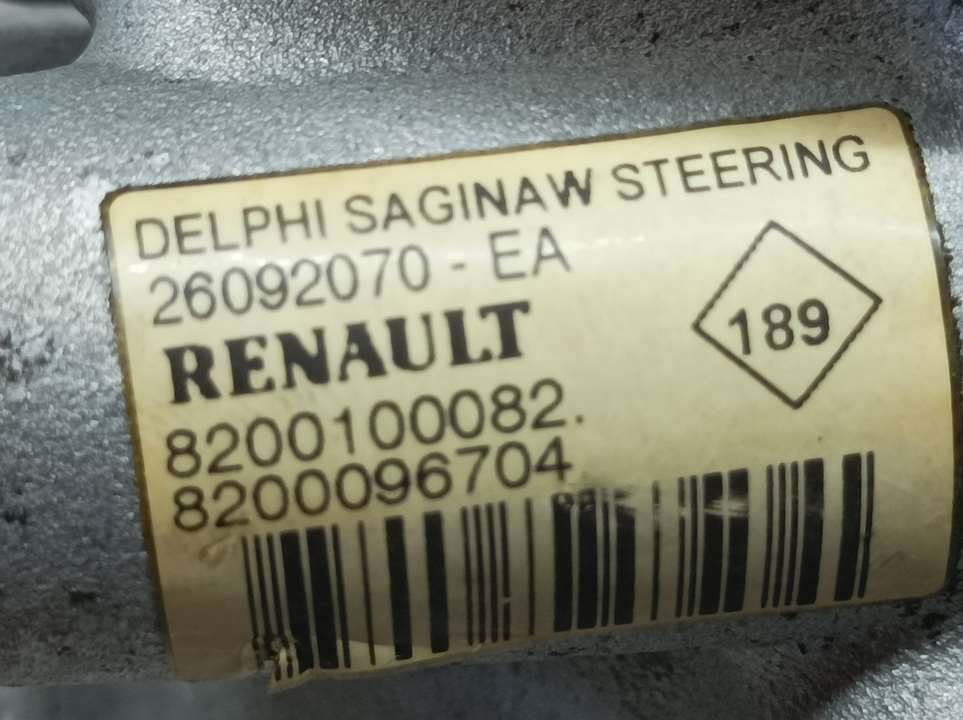 DELPHI SAGINAW STEERING
26092070 - EA
RENAULT
189
8200100082.
8200096704